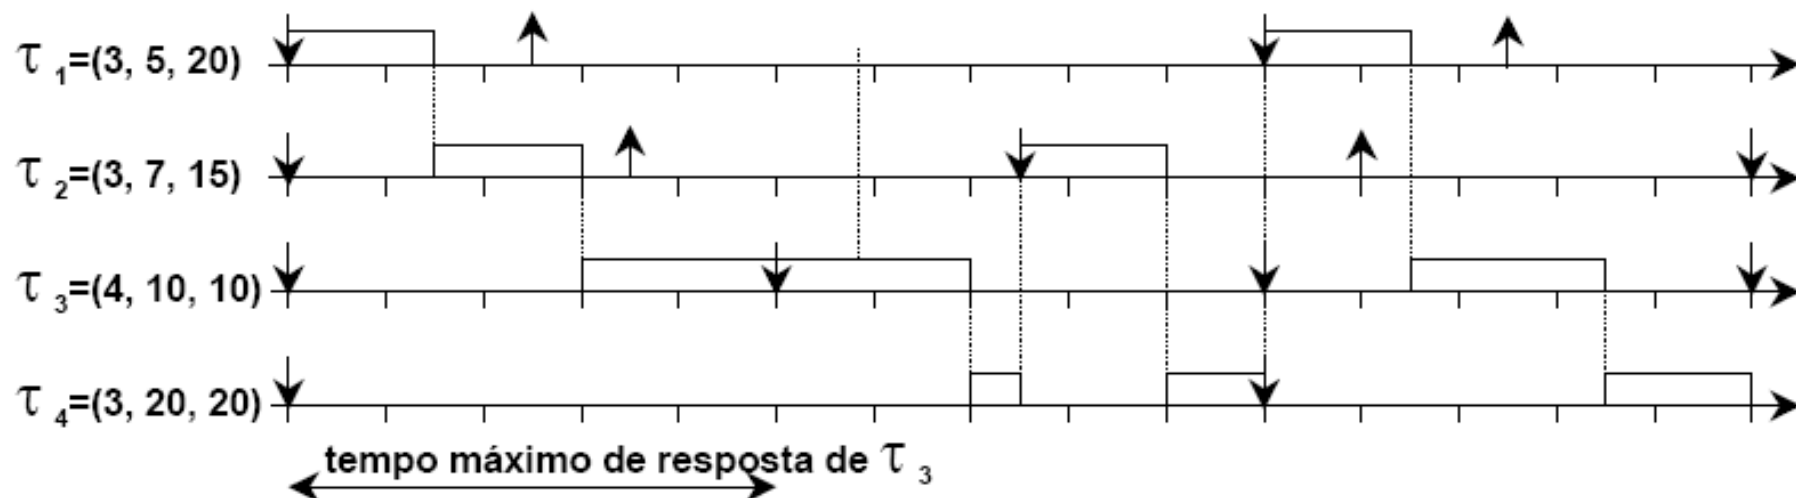 τ 1=(3, 5, 20)
τ 2=(3, 7, 15)
τ 3=(4, 10, 10)
τ 4=(3, 20, 20)
tempo máximo de resposta de τ 3